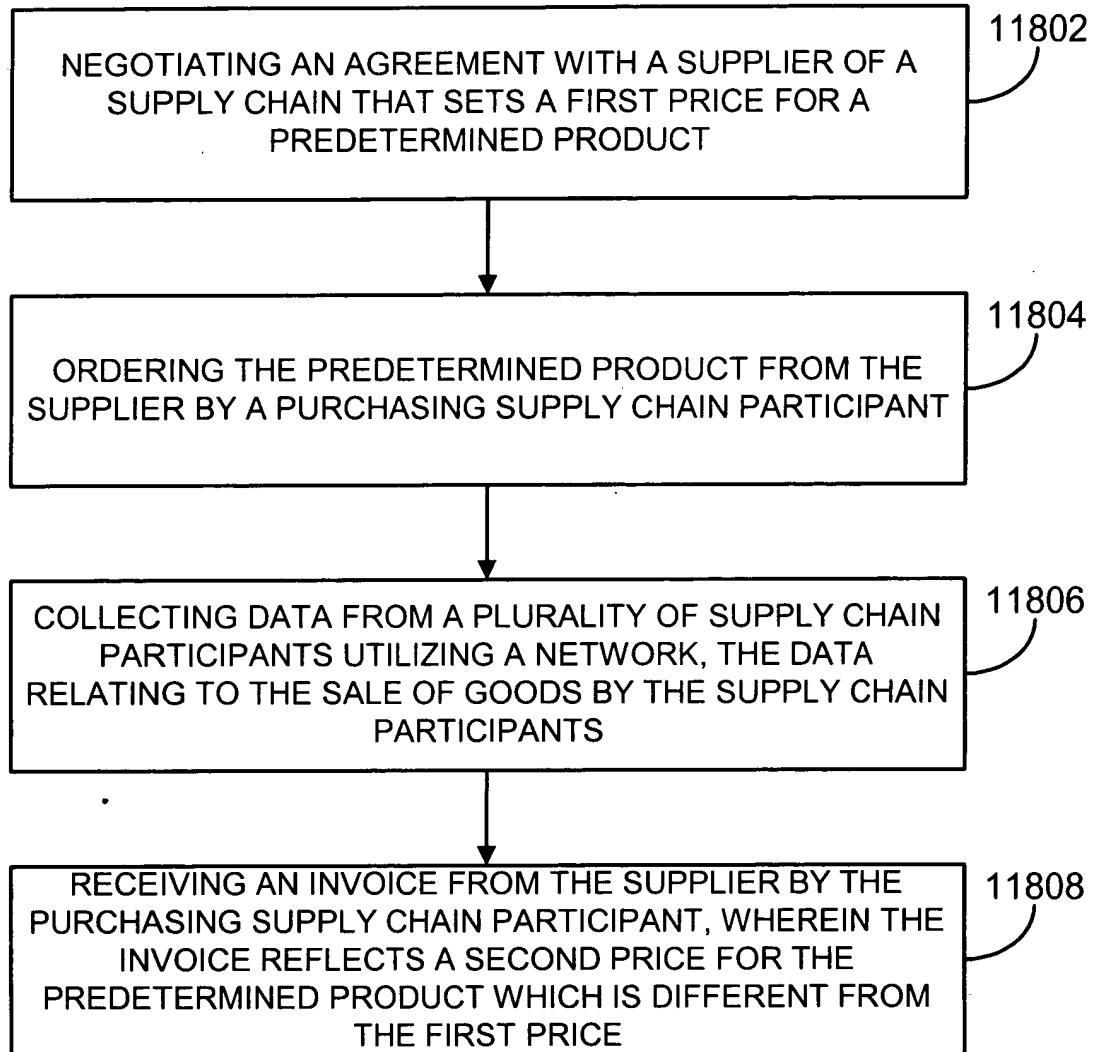 11802
NEGOTIATING AN AGREEMENT WITH A SUPPLIER OF A
SUPPLY CHAIN THAT SETS A FIRST PRICE FOR A
PREDETERMINED PRODUCT
11804
ORDERING THE PREDETERMINED PRODUCT FROM THE
SUPPLIER BY A PURCHASING SUPPLY CHAIN PARTICIPANT
11806
COLLECTING DATA FROM A PLURALITY OF SUPPLY CHAIN
PARTICIPANTS UTILIZING A NETWORK, THE DATA
RELATING TO THE SALE OF GOODS BY THE SUPPLY CHAIN
PARTICIPANTS
11808
RECEIVING AN INVOICE FROM THE SUPPLIER BY THE
PURCHASING SUPPLY CHAIN PARTICIPANT, WHEREIN THE
INVOICE REFLECTS A SECOND PRICE FOR THE
PREDETERMINED PRODUCT WHICH IS DIFFERENT FROM
THE FIRST PRICE